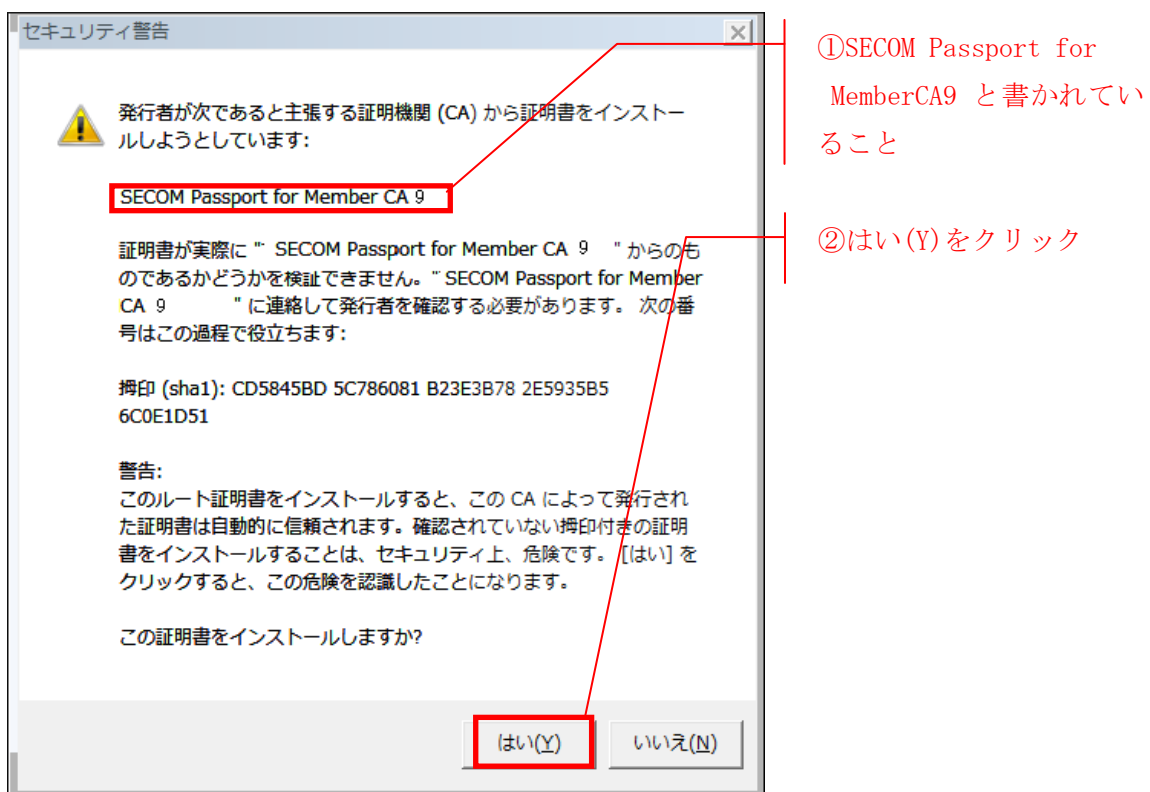 セキュリティ警告
発行者が次であると主張する証明機関 (CA) から証明書をインストー
ルしようとしています:
SECOM Passport for Member CA 9
証明書が実際に " SECOM Passport for Member CA 9 " からのも
のであるかどうかを検証できません。" SECOM Passport for Member
CA 9 " に連絡して発行者を確認する必要があります。 次の番
号はこの過程で役立ちます:
拇印 (sha1): CD5845BD 5C786081 B23E3B78 2E5935B5
6C0E1D51
警告:
このルート証明書をインストールすると、この CA によって発行され
た証明書は自動的に信頼されます。確認されていない拇印付きの証明
書をインストールすることは、セキュリティ上、危険です。 [はい] を
クリックすると、この危険を認識したことになります。
この証明書をインストールしますか?
はい(Y)
いいえ(N)
①SECOM Passport for
MemberCA9 と書かれてい
ること
②はい(Y)をクリック